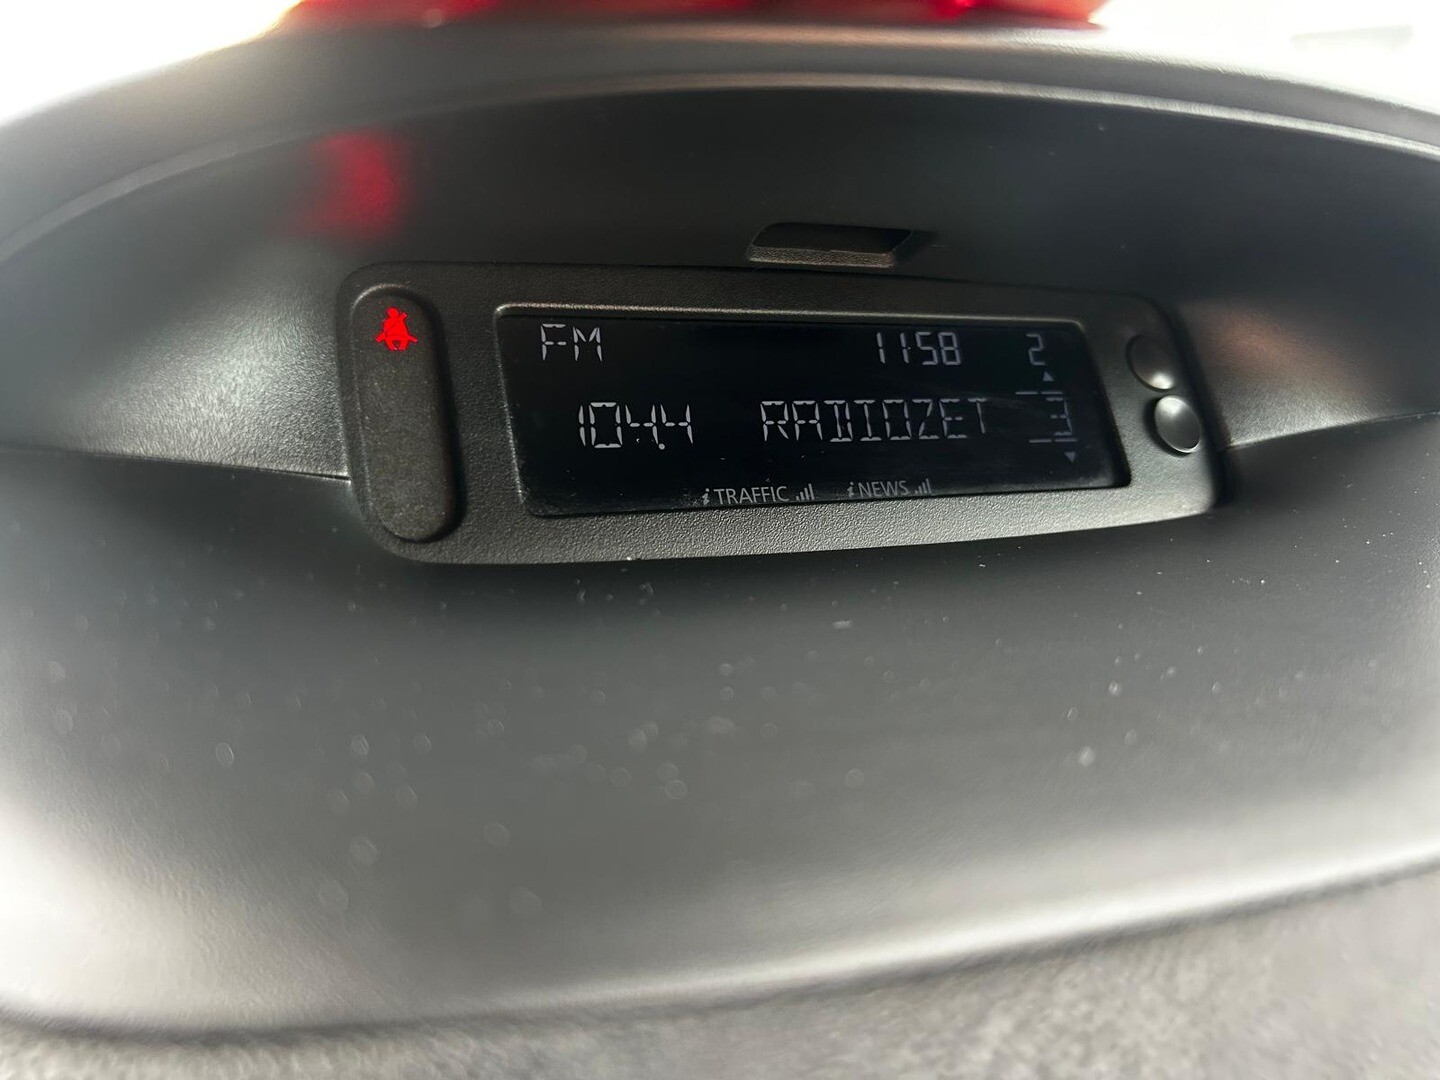 FM 11:58 2
104.4 RADIOZET 3
i TRAFFIC i NEWS